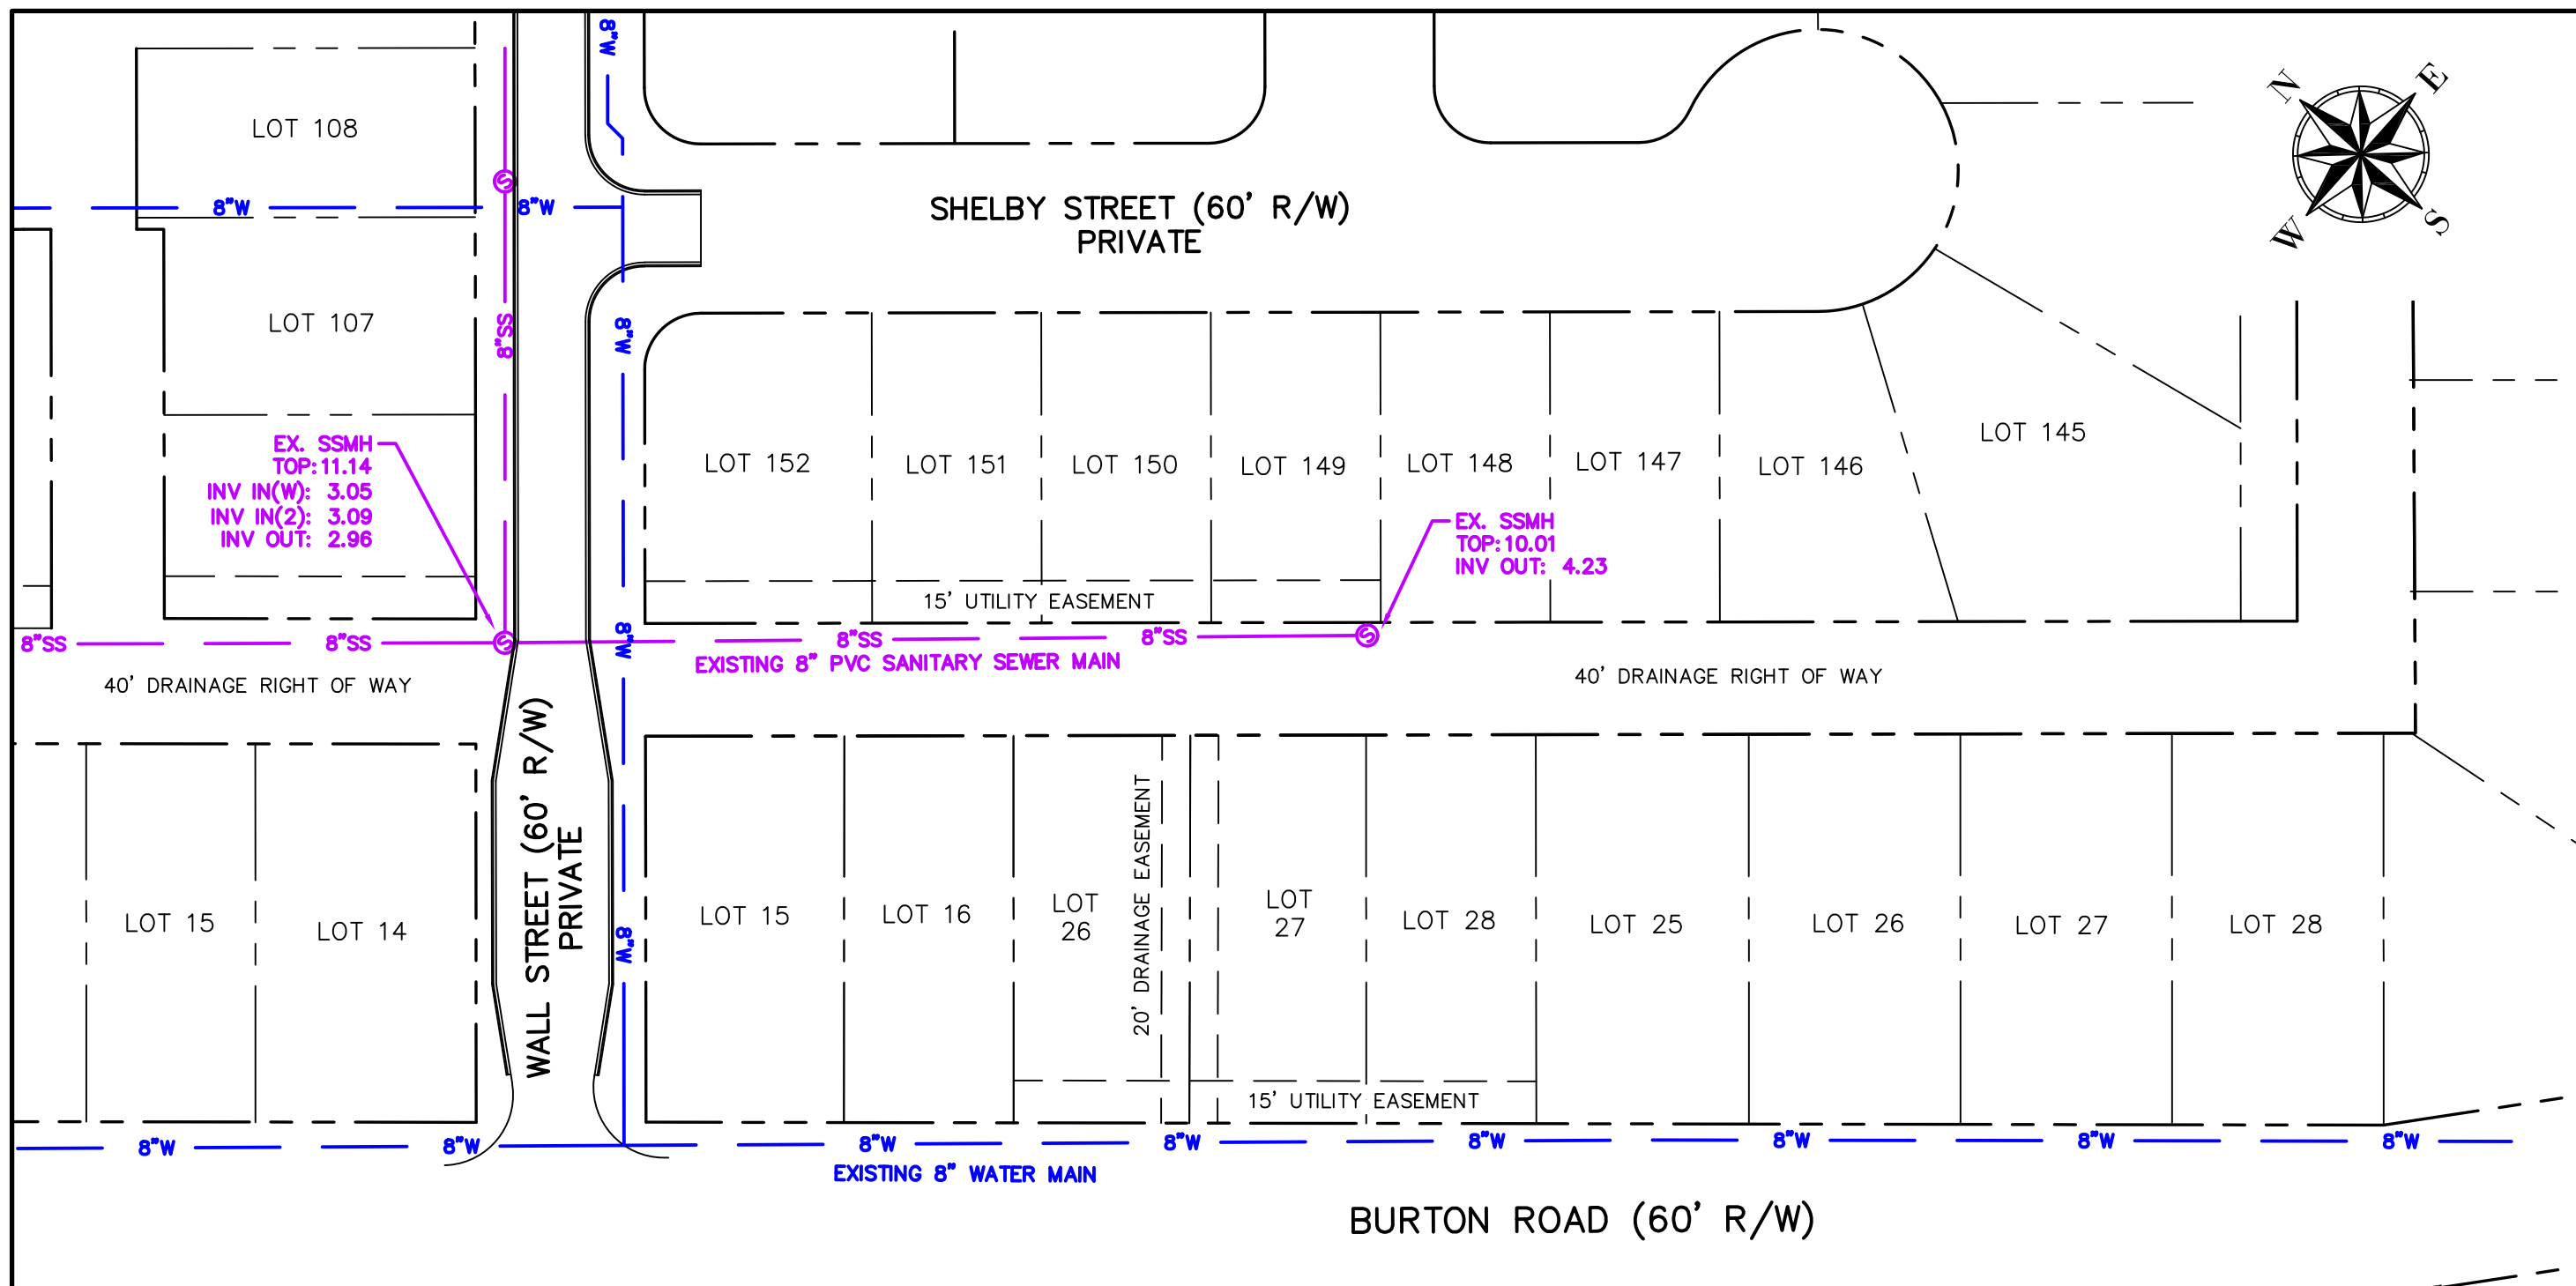 8"W
N
E
W
S
LOT 108
8"W
8"W
SHELBY STREET (60' R/W)
PRIVATE
LOT 107
8"SS
8"W
EX. SSMH
TOP:11.14
INV IN(W): 3.05
INV IN(2): 3.09
INV OUT: 2.96
LOT 152
LOT 151
LOT 150
LOT 149
LOT 148
LOT 147
LOT 146
LOT 145
EX. SSMH
TOP:10.01
INV OUT: 4.23
15' UTILITY EASEMENT
S
S
S
8"SS
8"SS
8"W
8"SS
8"SS
EXISTING 8" PVC SANITARY SEWER MAIN
40' DRAINAGE RIGHT OF WAY
40' DRAINAGE RIGHT OF WAY
WALL STREET (60' R/W)
PRIVATE
8"W
LOT 15
LOT 14
LOT 15
LOT 16
LOT
26
20' DRAINAGE EASEMENT
LOT
27
LOT 28
LOT 25
LOT 26
LOT 27
LOT 28
15' UTILITY EASEMENT
8"W
8"W
8"W
8"W
8"W
8"W
8"W
8"W
EXISTING 8" WATER MAIN
BURTON ROAD (60' R/W)